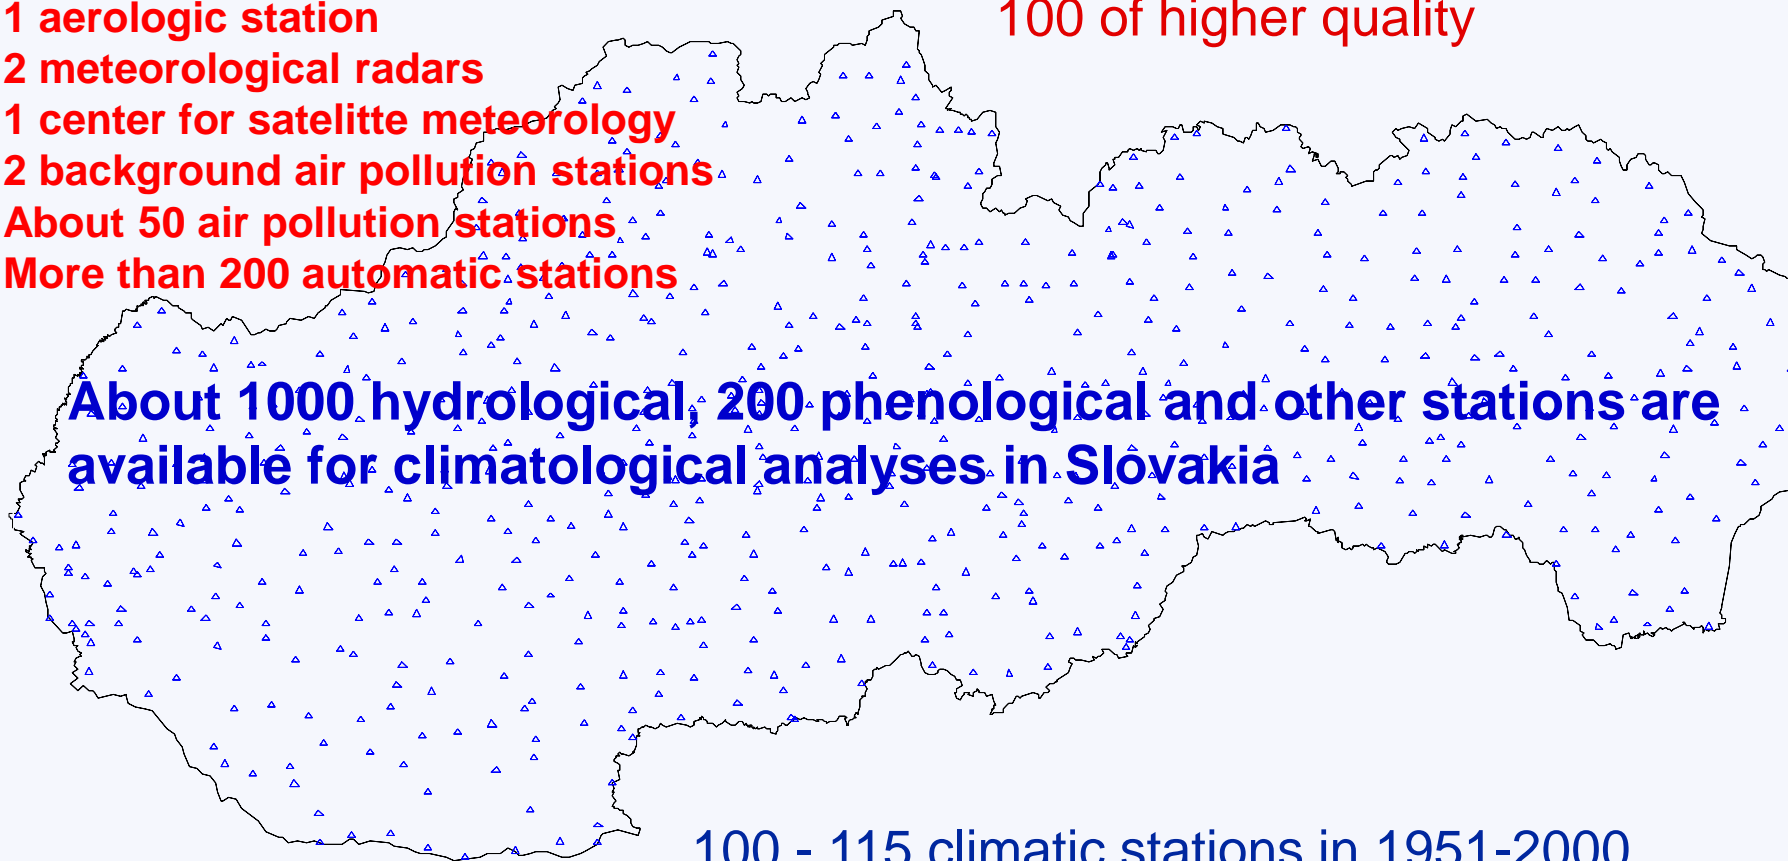 1 aerologic station
100 of higher quality
2 meteorological radars
1 center for satelitte meteorology
2 background air pollution stations
About 50 air pollution stations
More than 200 automatic stations
About 1000 hydrological, 200 phenological and other stations are
available for climatological analyses in Slovakia
100 - 115 climatic stations in 1951-2000